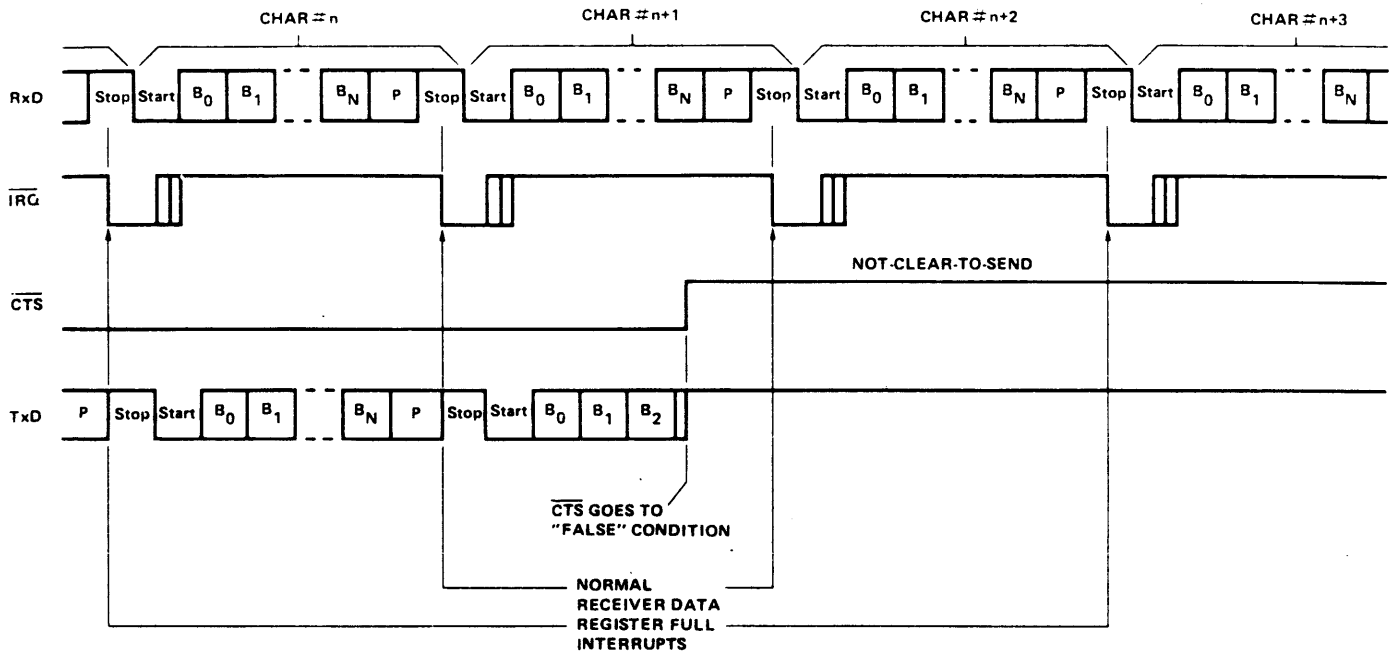 CHAR # n CHAR # n+1 CHAR # n+2 CHAR # n+3
RxD Stop Start B0 B1 BN P Stop Start B0 B1 BN P Stop Start B0 B1 BN P Stop Start B0 B1 BN
IRQ
NOT-CLEAR-TO-SEND
CTS
TxD P Stop Start B0 B1 BN P Stop Start B0 B1 B2
CTS GOES TO
"FALSE" CONDITION
NORMAL
RECEIVER DATA
REGISTER FULL
INTERRUPTS